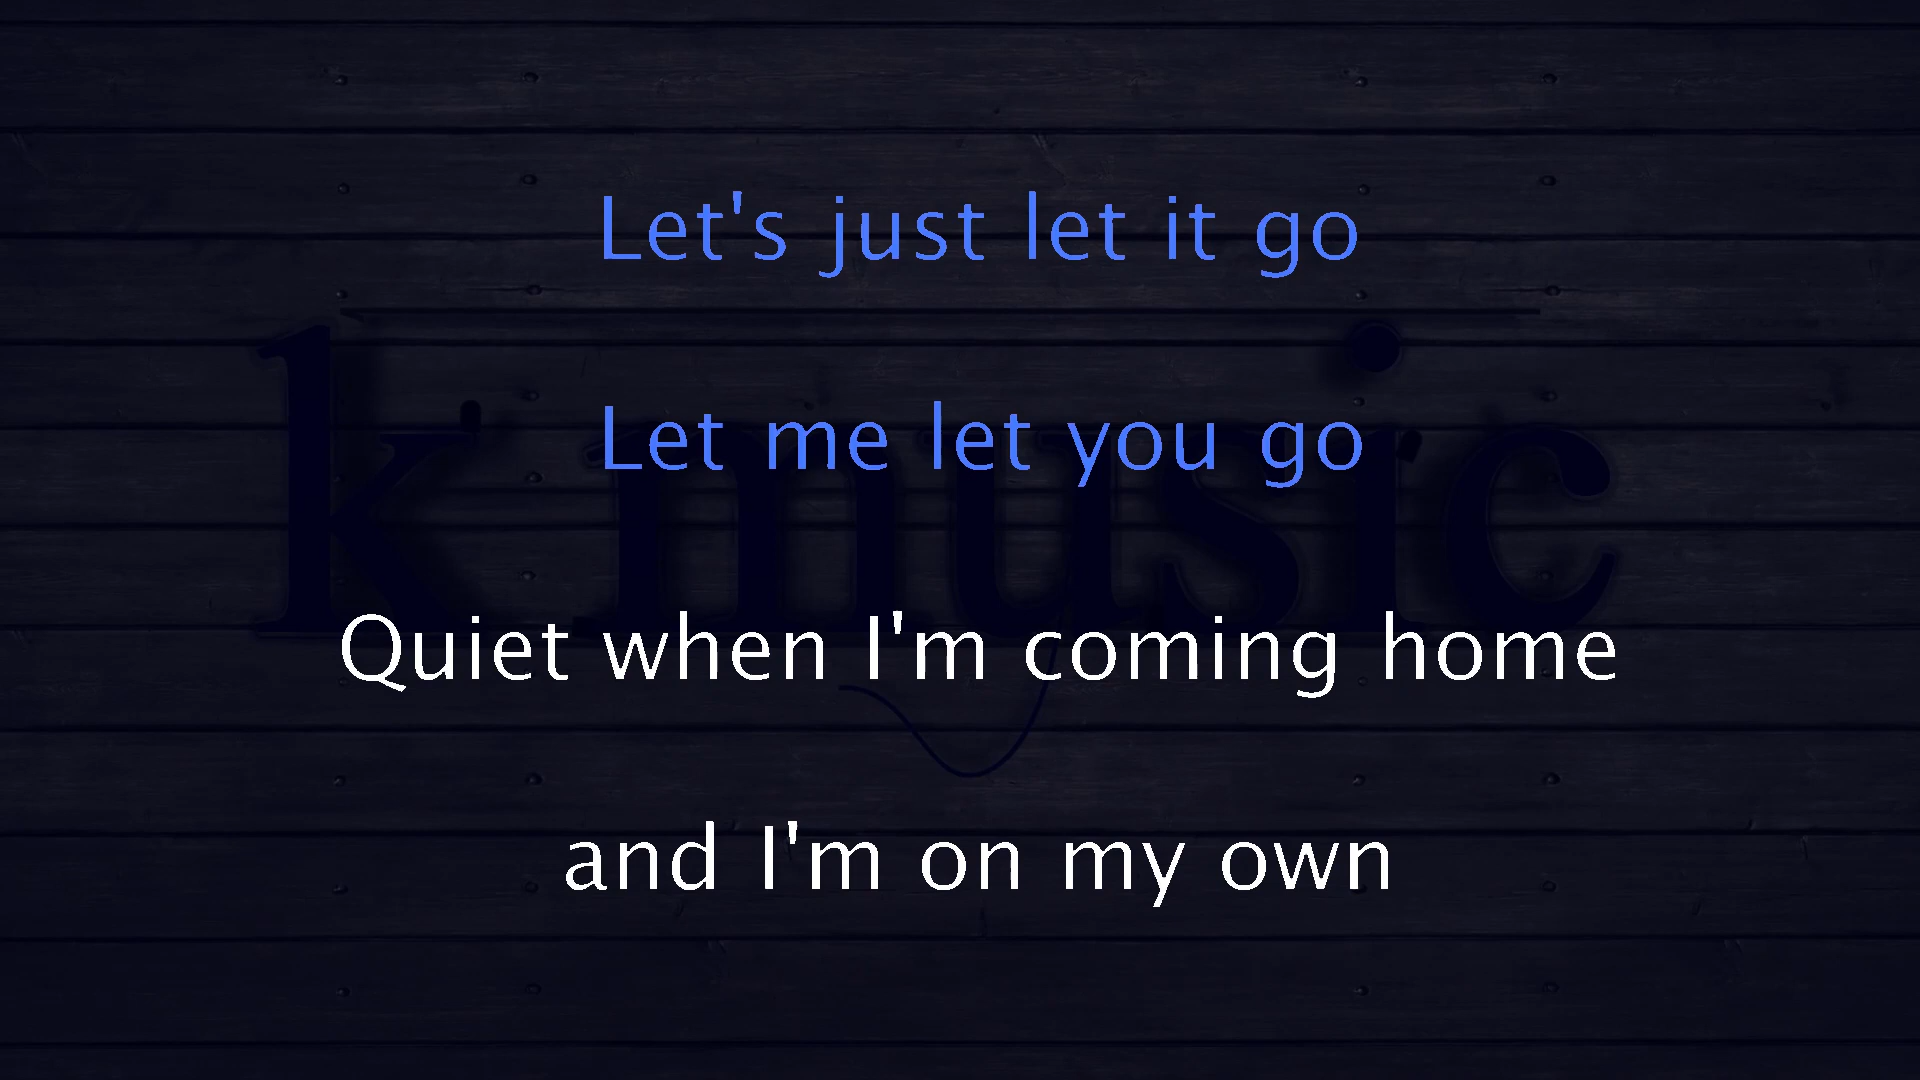 Let's just let it go
Let me let you go
k music
Quiet when I'm coming home
and I'm on my own